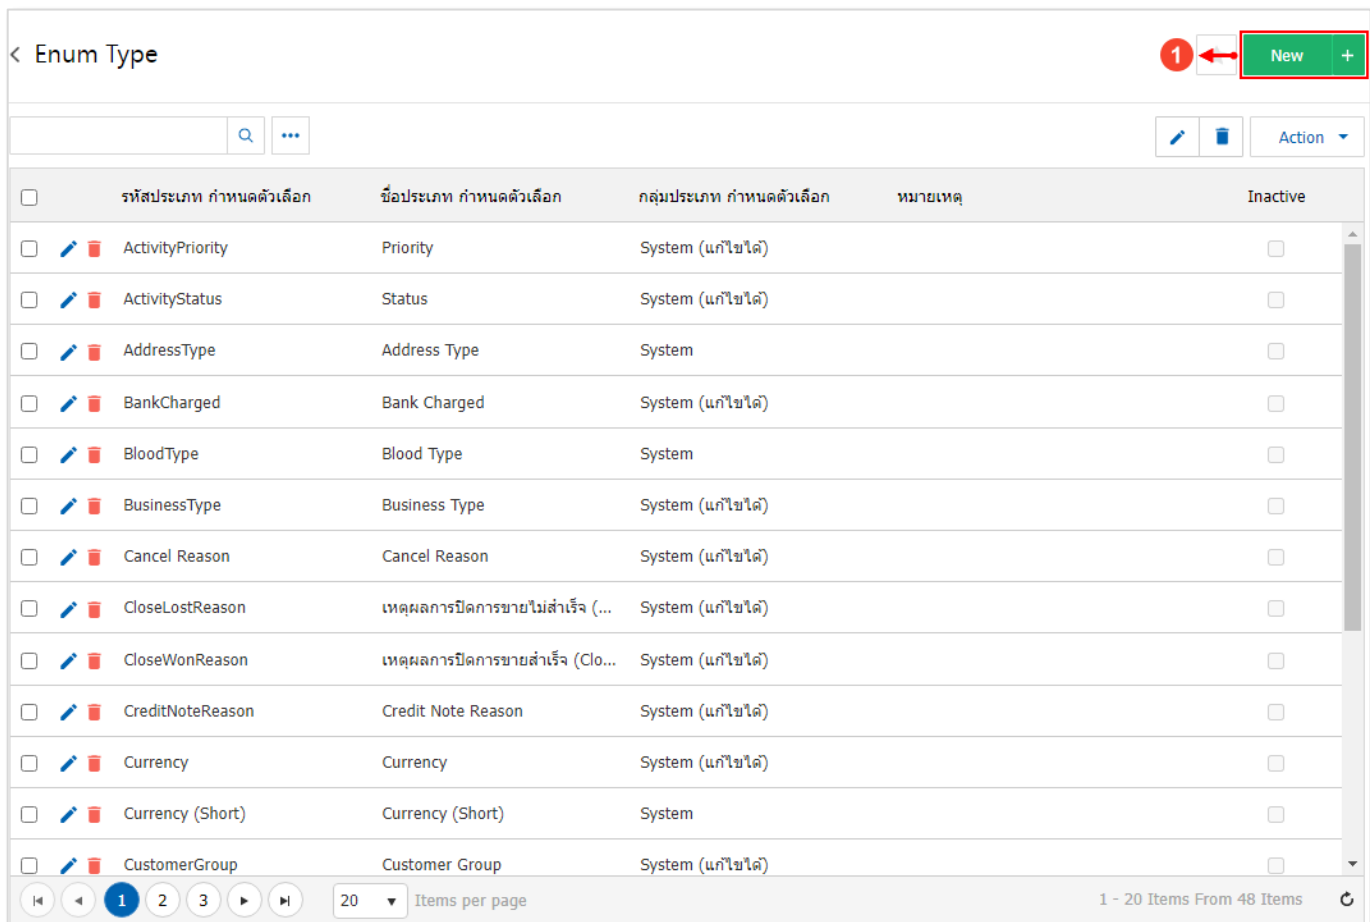 Enum Type
1
New +
Action
รหัสประเภท กำหนดตัวเลือก ชื่อประเภท กำหนดตัวเลือก กลุ่มประเภท กำหนดตัวเลือก หมายเหตุ Inactive
ActivityPriority Priority System (แก้ไขได้)
ActivityStatus Status System (แก้ไขได้)
AddressType Address Type System
BankCharged Bank Charged System (แก้ไขได้)
BloodType Blood Type System
BusinessType Business Type System (แก้ไขได้)
Cancel Reason Cancel Reason System (แก้ไขได้)
CloseLostReason เหตุผลการปิดการขายไม่สำเร็จ (... System (แก้ไขได้)
CloseWonReason เหตุผลการปิดการขายสำเร็จ (Clo... System (แก้ไขได้)
CreditNoteReason Credit Note Reason System (แก้ไขได้)
Currency Currency System (แก้ไขได้)
Currency (Short) Currency (Short) System
CustomerGroup Customer Group System (แก้ไขได้)
1 2 3 20 Items per page 1 - 20 Items From 48 Items